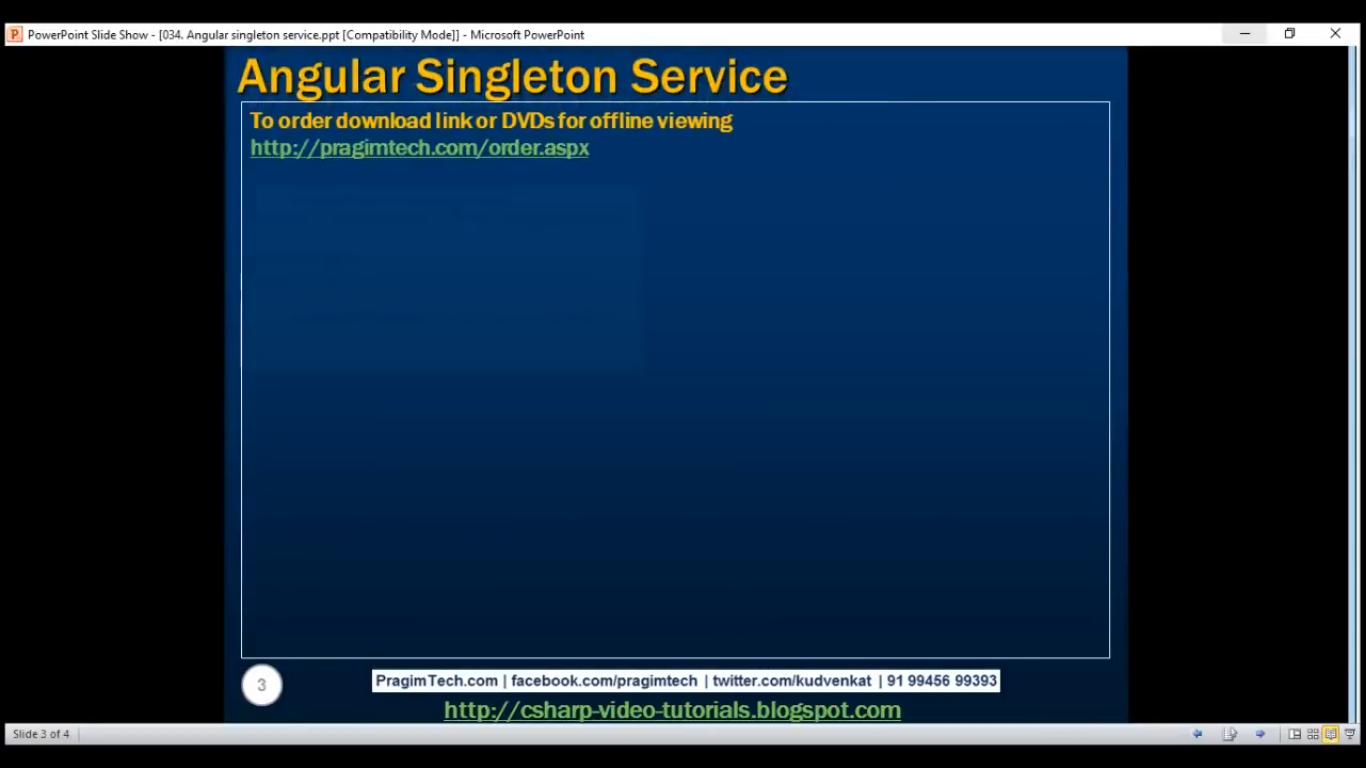 PowerPoint Slide Show - [034. Angular singleton service.ppt [Compatibility Mode]] - Microsoft PowerPoint
Angular Singleton Service
To order download link or DVDs for offline viewing
http://pragimtech.com/order.aspx
3
PragimTech.com | facebook.com/pragimtech | twitter.com/kudvenkat | 91 99456 99393
http://csharp-video-tutorials.blogspot.com
Slide 3 of 4